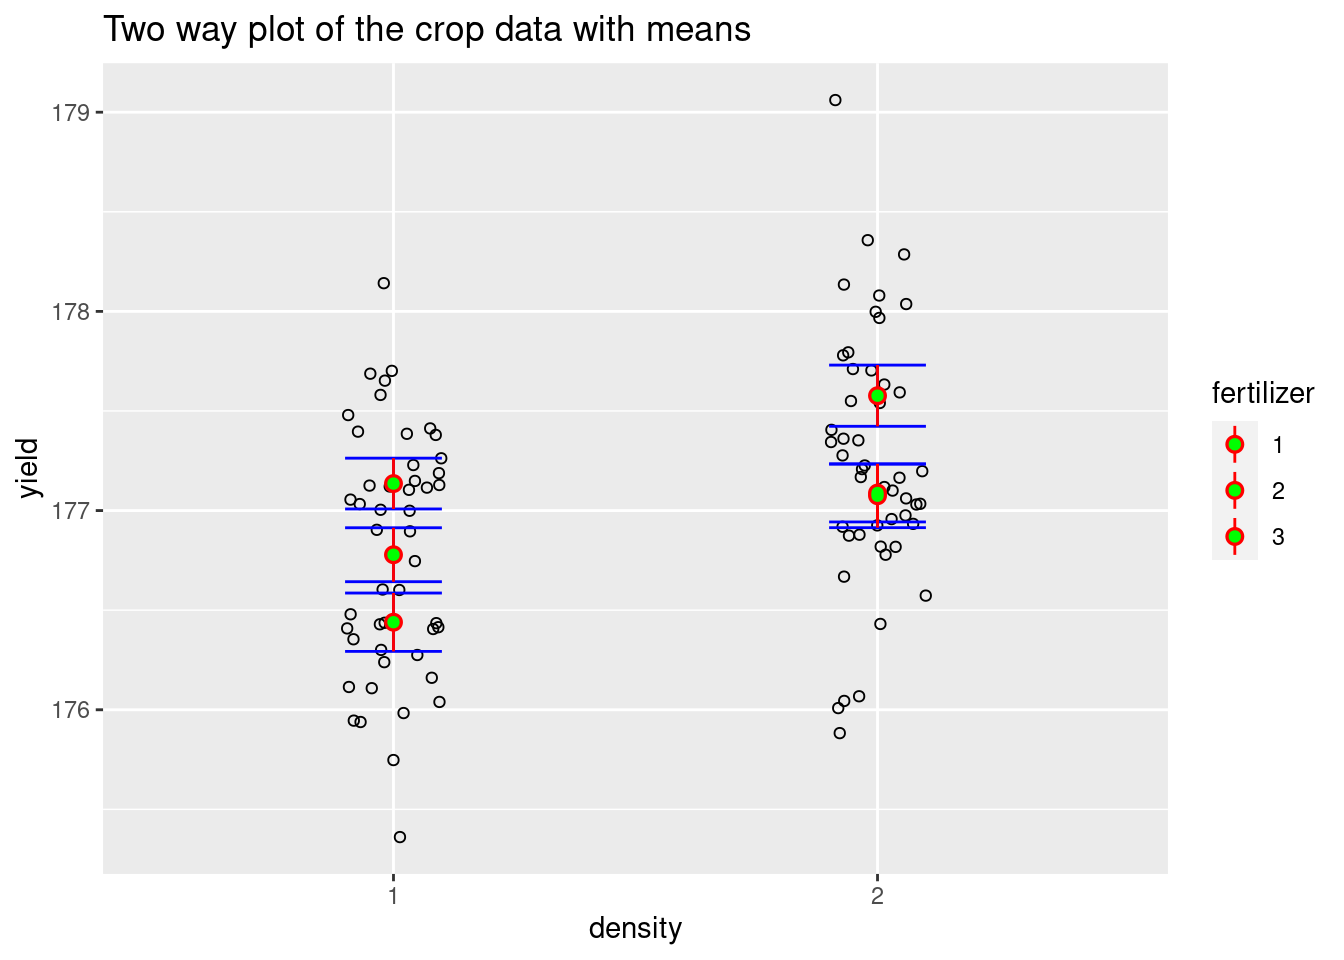 Two way plot of the crop data with means
179
178
177
176
yield
1
2
density
fertilizer
1
2
3